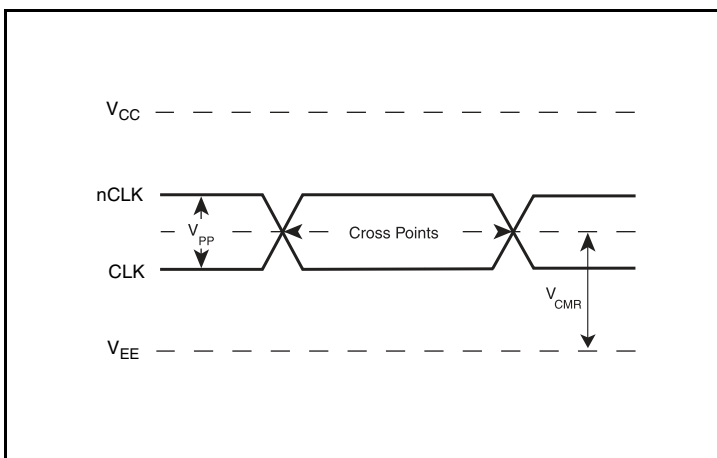 VCC
nCLK
VPP
Cross Points
CLK
VCMR
VEE